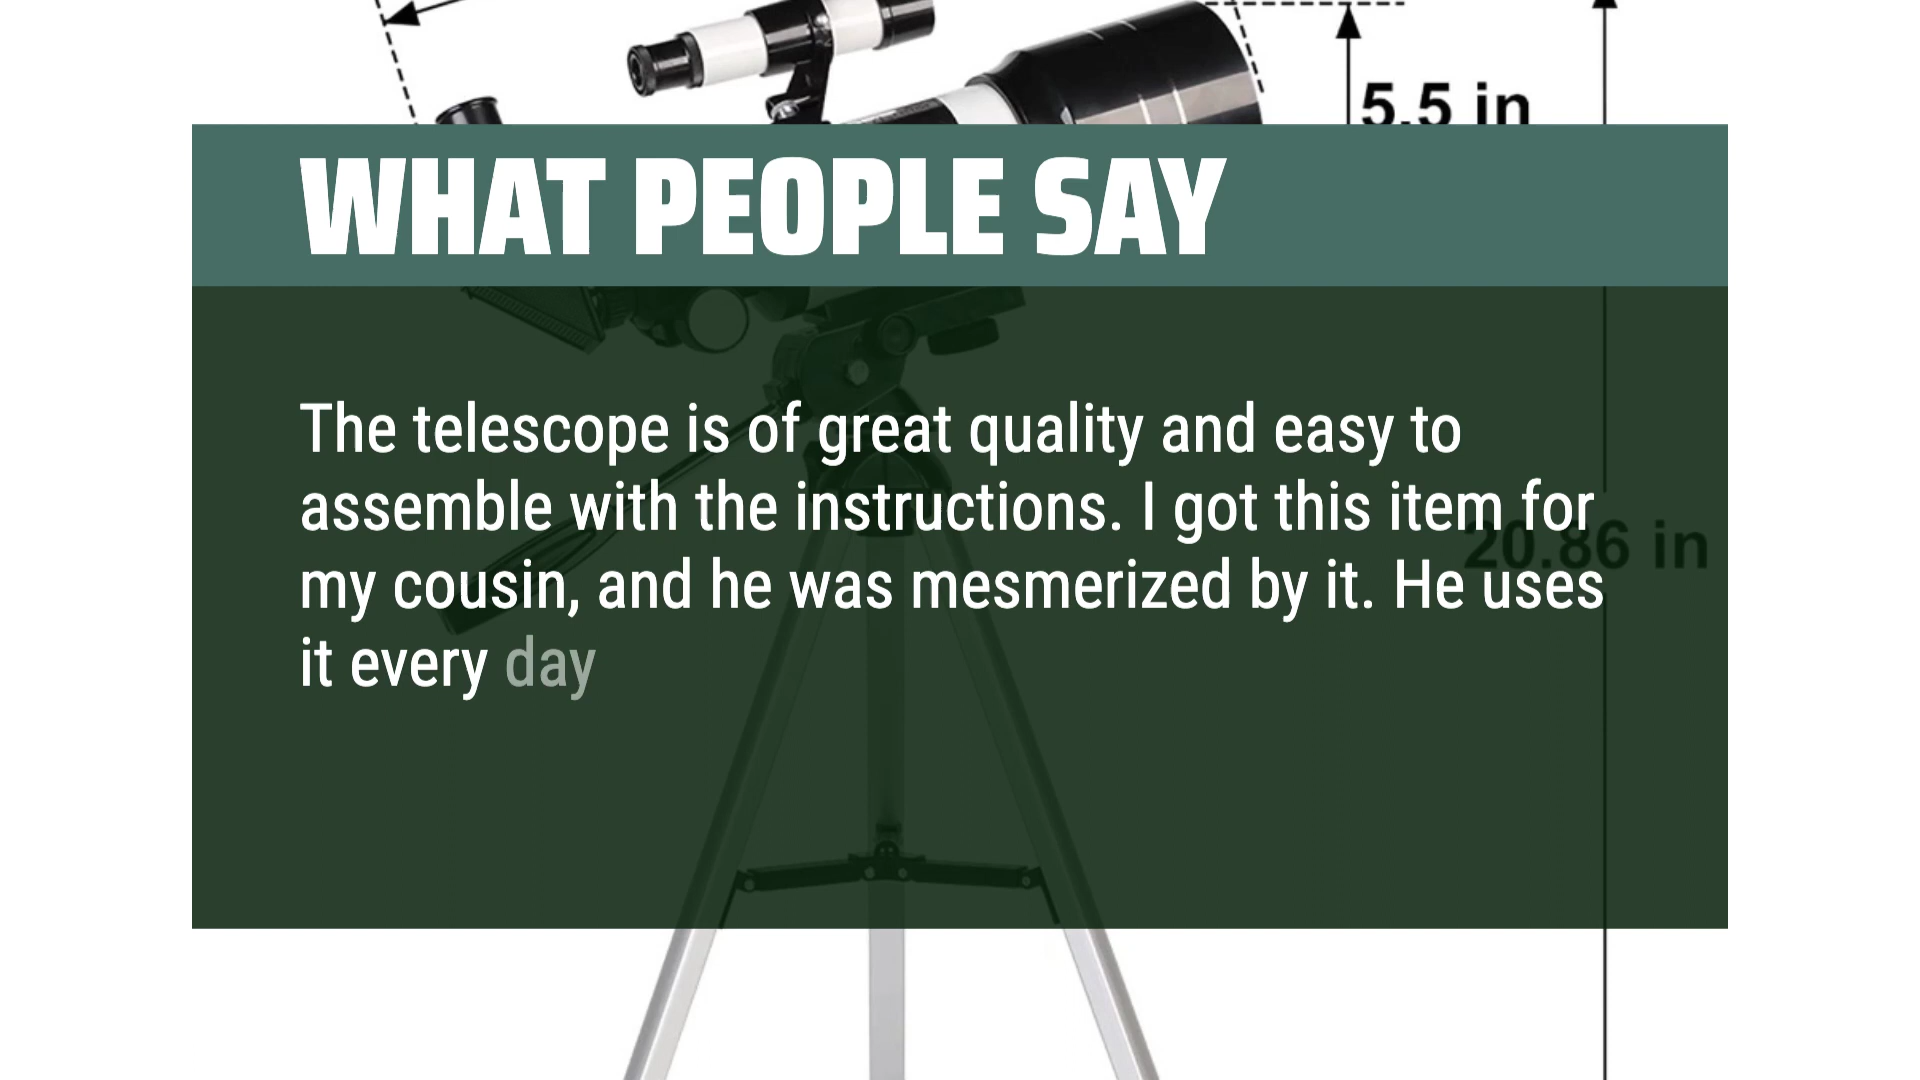 5.5 in
WHAT PEOPLE SAY
The telescope is of great quality and easy to
assemble with the instructions. I got this item for
20.86 in
my cousin, and he was mesmerized by it. He uses
it every day